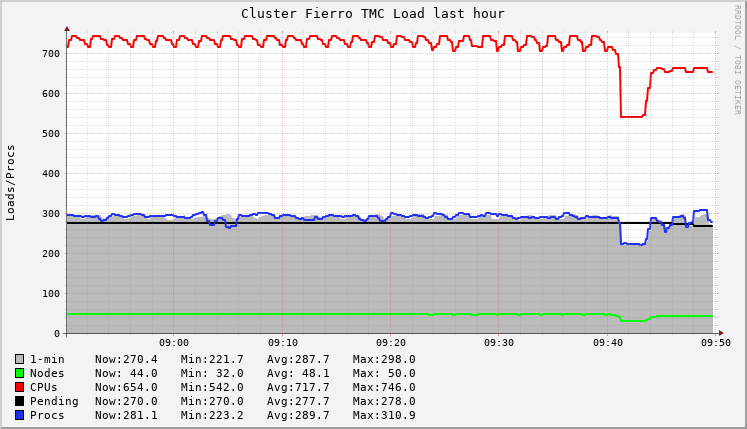 Cluster Fierro TMC Load last hour
RRDTOOL / TOBI OETIKER
Loads/Procs
700
600
500
400
300
200
100
0
09:00 09:10 09:20 09:30 09:40 09:50
1-min Now:270.4 Min:221.7 Avg:287.7 Max:298.0
Nodes Now: 44.0 Min: 32.0 Avg: 48.1 Max: 50.0
CPUs Now:654.0 Min:542.0 Avg:717.7 Max:746.0
Pending Now:270.0 Min:270.0 Avg:277.7 Max:278.0
Procs Now:281.1 Min:223.2 Avg:289.7 Max:310.9